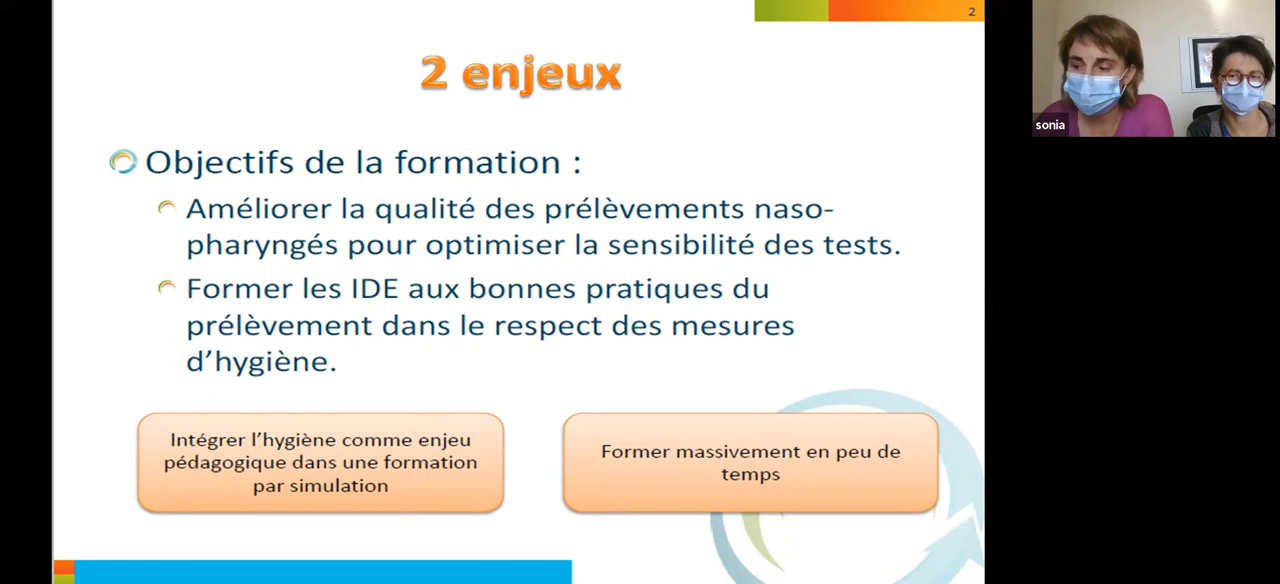 2
2 enjeux
Objectifs de la formation :
Améliorer la qualité des prélèvements naso-
pharyngés pour optimiser la sensibilité des tests.
Former les IDE aux bonnes pratiques du
prélèvement dans le respect des mesures
d’hygiène.
Intégrer l’hygiène comme enjeu
pédagogique dans une formation
par simulation
Former massivement en peu de
temps
sonia